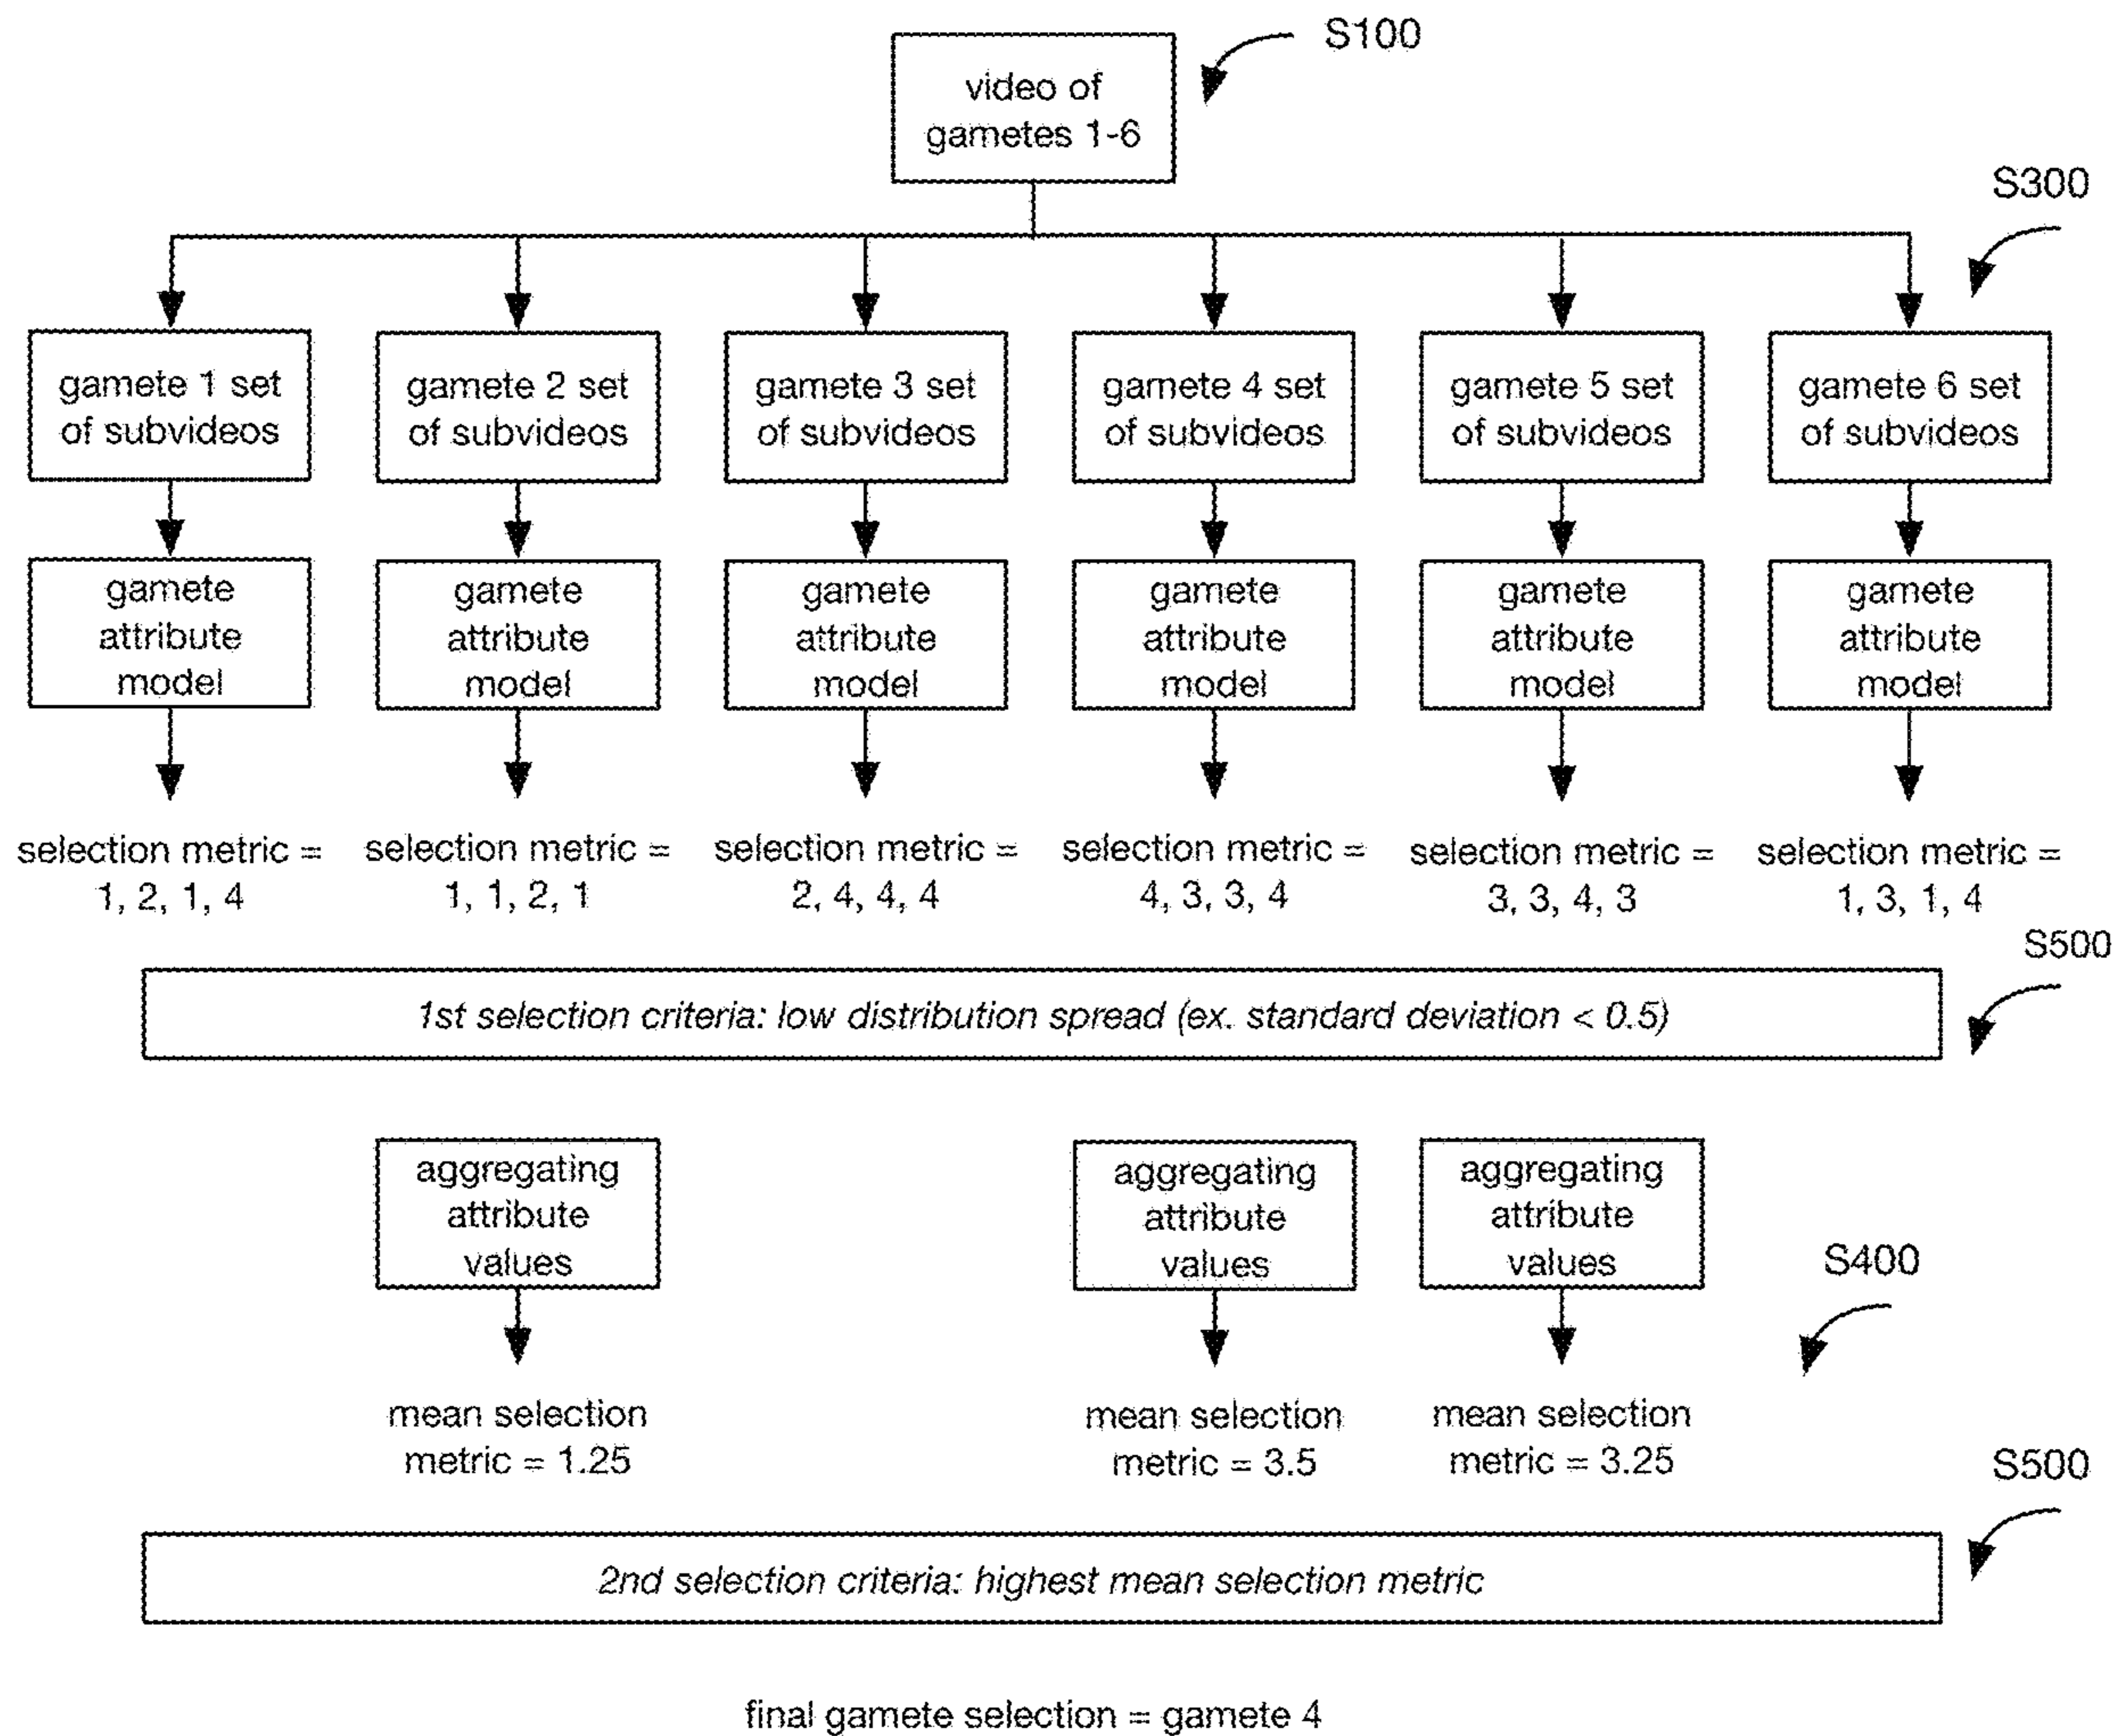 S100
video of
gametes 1-6
S300
gamete 1 set
of subvideos
gamete 2 set
of subvideos
gamete 3 set
of subvideos
gamete 4 set
of subvideos
gamete 5 set
of subvideos
gamete 6 set
of subvideos
gamete
attribute
model
gamete
attribute
model
gamete
attribute
model
gamete
attribute
model
gamete
attribute
model
gamete
attribute
model
selection metric =
1, 2, 1, 4
selection metric =
1, 1, 2, 1
selection metric =
2, 4, 4, 4
selection metric =
4, 3, 3, 4
selection metric =
3, 3, 4, 3
selection metric =
1, 3, 1, 4
S500
1st selection criteria: low distribution spread (ex. standard deviation < 0.5)
aggregating
attribute
values
aggregating
attribute
values
aggregating
attribute
values
S400
mean selection
metric = 1.25
mean selection
metric = 3.5
mean selection
metric = 3.25
S500
2nd selection criteria: highest mean selection metric
final gamete selection = gamete 4